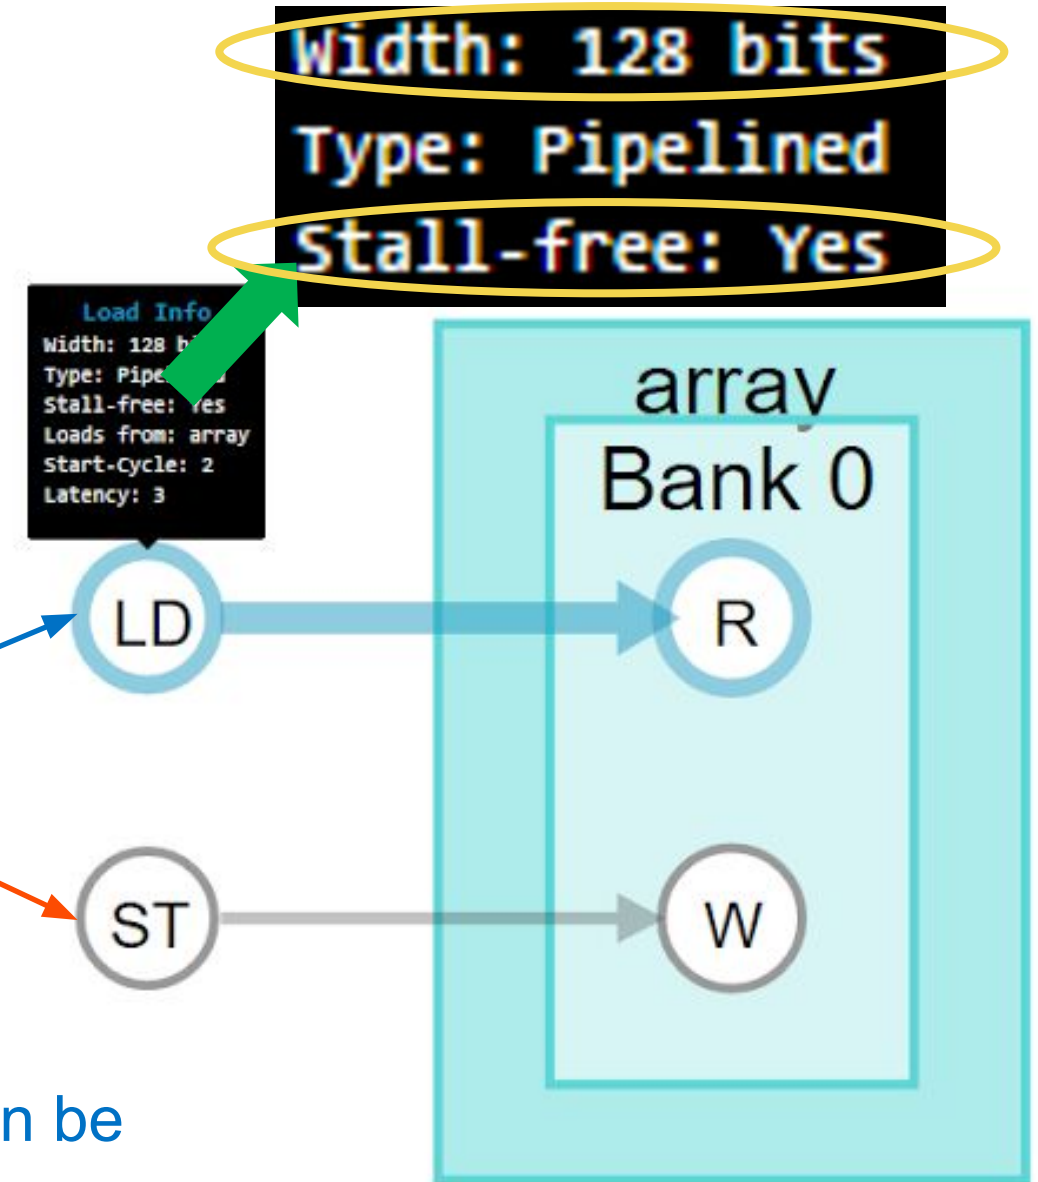 Width: 128 bits
Type: Pipelined
Stall-free: Yes
Load Info
Width: 128
Type:
Stall-free: Yes
Loads from: array
Start-Cycle: 2
Latency: 3
array
Bank 0
LD
R
ST
W
be